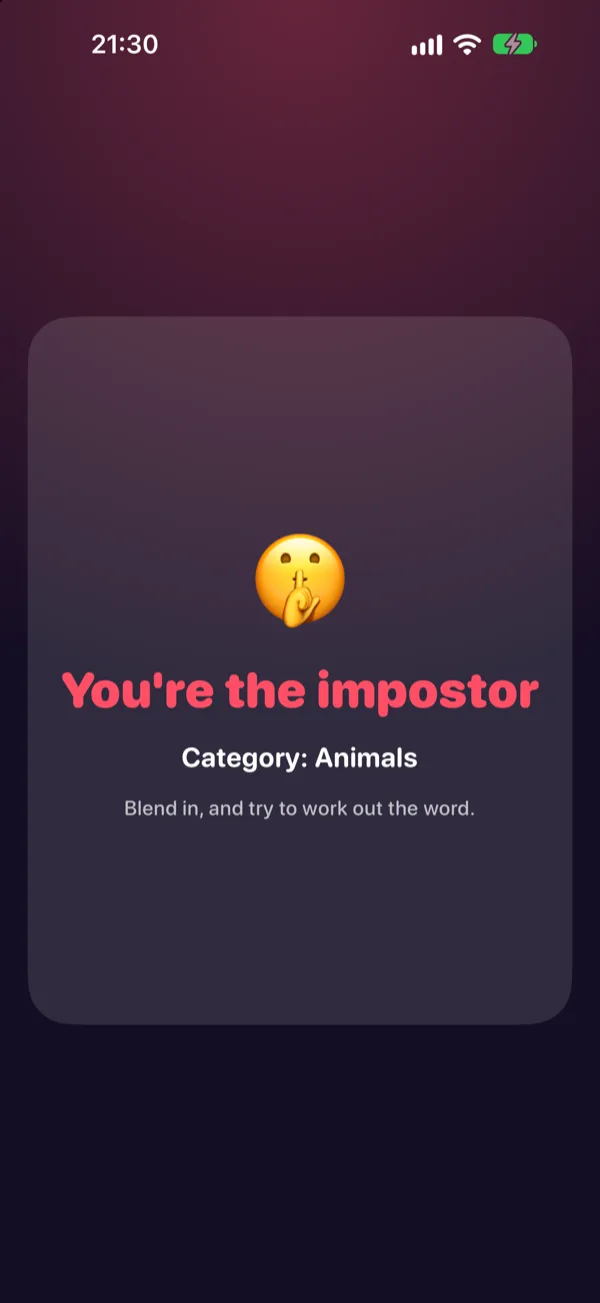 21:30
You're the impostor
Category: Animals
Blend in, and try to work out the word.